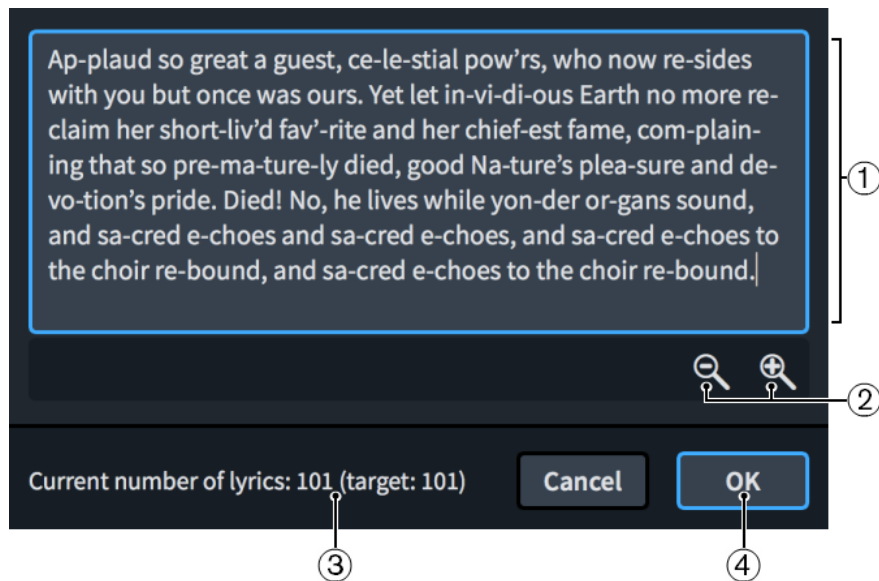 Ap-plaud so great a guest, ce-le-stial pow’rs, who now re-sides
with you but once was ours. Yet let in-vi-di-ous Earth no more re-
claim her short-liv’d fav’-rite and her chief-est fame, com-plain-
ing that so pre-ma-ture-ly died, good Na-ture’s plea-sure and de-
vo-tion’s pride. Died! No, he lives while yon-der or-gans sound,
and sa-cred e-choes and sa-cred e-choes, and sa-cred e-choes to
the choir re-bound, and sa-cred e-choes to the choir re-bound.
①
②
Current number of lyrics: 101 (target: 101)
Cancel
OK
③
④